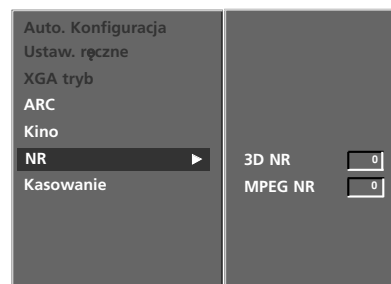 Auto. Konfiguracja
Ustaw. ręczne
XGA tryb
ARC
Kino
NR ▶
Kasowanie
3D NR 0
MPEG NR 0